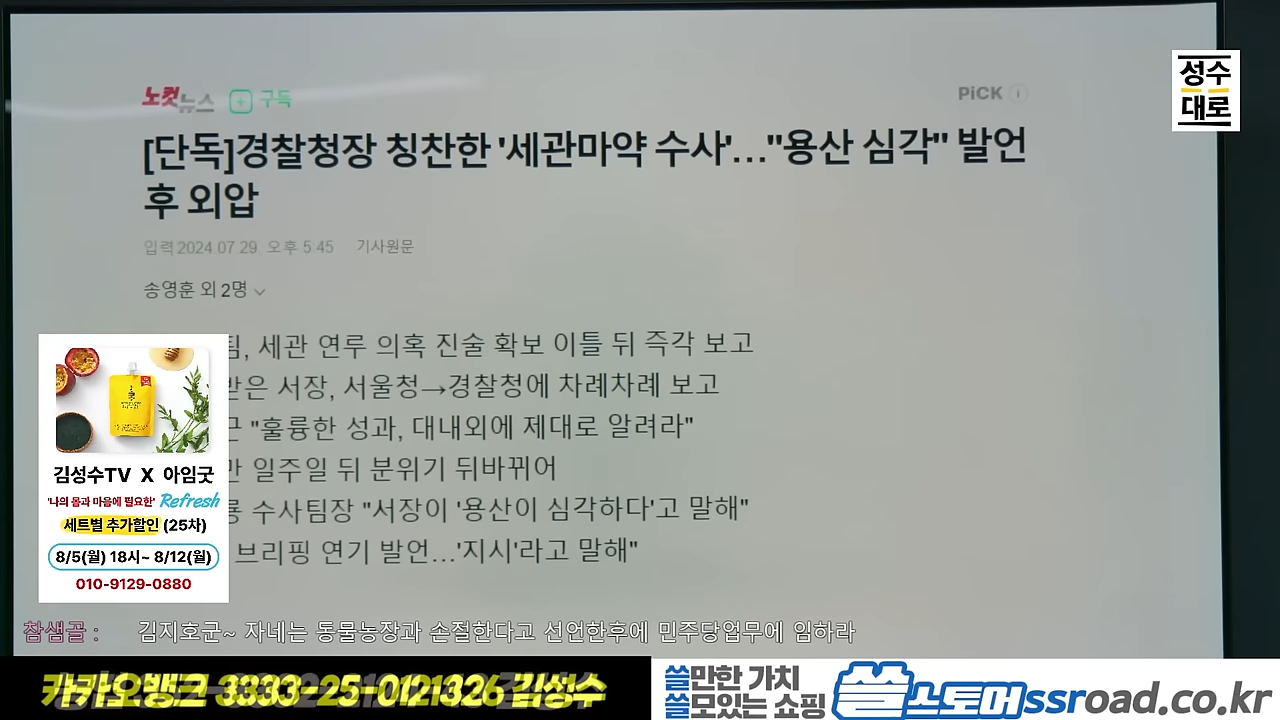 성수
대로
노컷뉴스 구독
PiCK
[단독]경찰청장 칭찬한 '세관마약 수사'..."용산 심각" 발언
후 외압
입력 2024.07.29. 오후 5:45 기사원문
송영훈 외 2명
팀, 세관 연루 의혹 진술 확보 이틀 뒤 즉각 보고
받은 서장, 서울청→경찰청에 차례차례 보고
"훌륭한 성과, 대내외에 제대로 알려라"
일주일 뒤 분위기 뒤바뀌어
수사팀장 "서장이 '용산이 심각하다'고 말해"
브리핑 연기 발언...'지시'라고 말해"
김성수TV X 아임굿
'나의 몸과 마음에 필요한' Refresh
세트별 추가할인 (25차)
8/5(월) 18시~ 8/12(월)
010-9129-0880
참샘골 : 김지호군~ 자네는 동물농장과 손절한다고 선언한후에 민주당업무에 임하라
카카오뱅크 3333-25-0121326 김성수
쓸만한 가치
쓸모있는 쇼핑
쓸스토어ssroad.co.kr